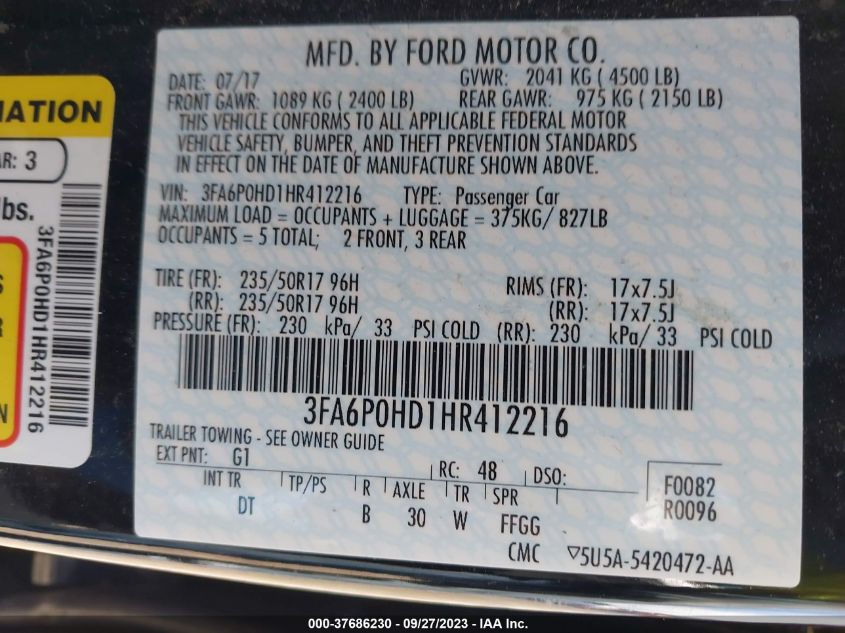 MFD. BY FORD MOTOR CO.
DATE: 07/17 GVWR: 2041 KG ( 4500 LB)
FRONT GAWR: 1089 KG ( 2400 LB) REAR GAWR: 975 KG ( 2150 LB)
THIS VEHICLE CONFORMS TO ALL APPLICABLE FEDERAL MOTOR
VEHICLE SAFETY, BUMPER, AND THEFT PREVENTION STANDARDS
IN EFFECT ON THE DATE OF MANUFACTURE SHOWN ABOVE.
VIN: 3FA6P0HD1HR412216 TYPE: Passenger Car
MAXIMUM LOAD = OCCUPANTS + LUGGAGE = 375KG/ 827LB
OCCUPANTS = 5 TOTAL; 2 FRONT, 3 REAR
TIRE (FR): 235/50R17 96H RIMS (FR): 17x7.5J
(RR): 235/50R17 96H (RR): 17x7.5J
PRESSURE (FR): 230 kPa/ 33 PSI COLD (RR): 230 kPa/ 33 PSI COLD
3FA6P0HD1HR412216
TRAILER TOWING - SEE OWNER GUIDE
EXT PNT: G1 RC: 48 DSO:
INT TR TP/PS R AXLE TR SPR
DT B 30 W FFGG
F0082
R0096
CMC ▽5U5A-5420472-AA
AR: 3
lbs.
3FA6P0HD1HR412216
000-37686230 - 09/27/2023 - IAA Inc.